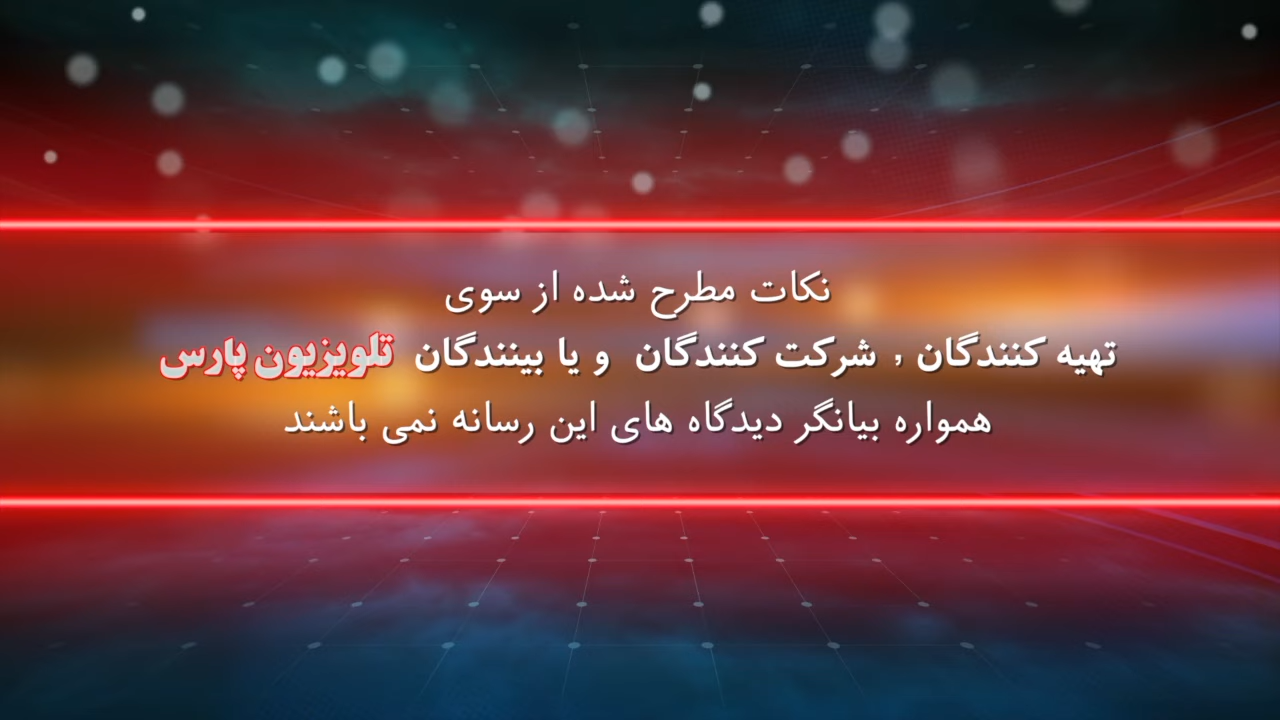 نکات مطرح شده از سوی
تهیه کنندگان , شرکت کنندگان و یا بینندگان تلویزیون پارس
همواره بیانگر دیدگاه های این رسانه نمی باشند